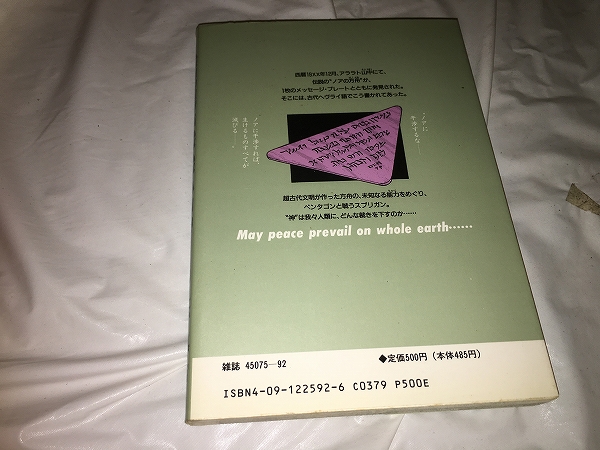 西暦18XX年12月、アララト山中にて、
伝説の“ノアの方舟”が、
1枚のメッセージ・プレートとともに発見された。
そこには、古代ヘブライ語でこう書かれてあった。
ノアに
干渉するな……
ノアに干渉すれば、
生けるものすべてが
滅びる……。
超古代文明が作った方舟の、未知なる能力をめぐり、
ペンタゴンと戦うスプリガン。
“神”は我々人類に、どんな裁きを下すのか……
May peace prevail on whole earth……
雑誌 45075-92
◆定価500円（本体485円）
ISBN4-09-122592-6 C0379 P500E